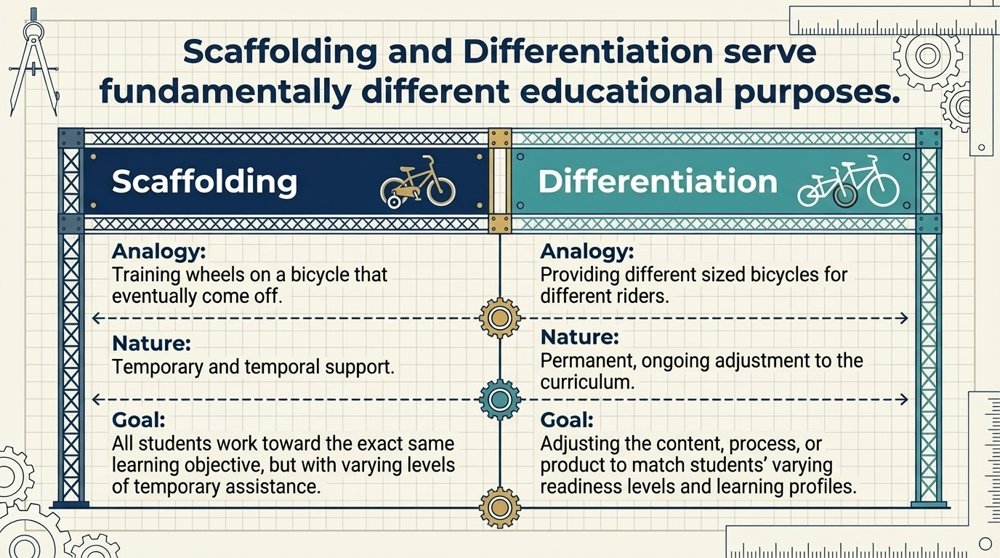 Scaffolding and Differentiation serve
fundamentally different educational purposes.
Scaffolding
Differentiation
Analogy:
Training wheels on a bicycle that
eventually come off.
Nature:
Temporary and temporal support.
Goal:
All students work toward the exact same
learning objective, but with varying levels
of temporary assistance.
Analogy:
Providing different sized bicycles for
different riders.
Nature:
Permanent, ongoing adjustment to the
curriculum.
Goal:
Adjusting the content, process, or
product to match students’ varying
readiness levels and learning profiles.